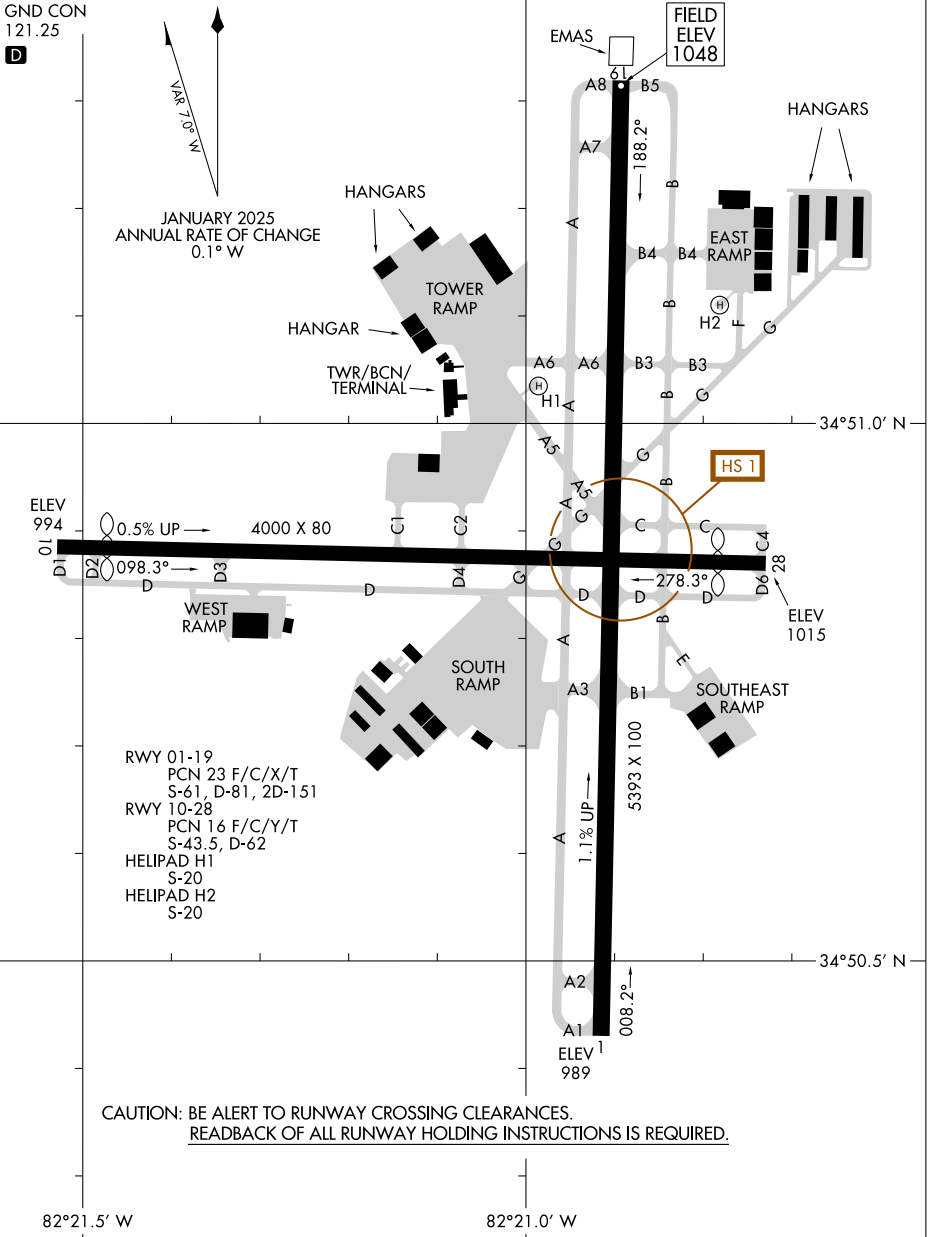 GND CON
121.25
D
VAR 7.0° W
JANUARY 2025
ANNUAL RATE OF CHANGE
0.1° W
EMAS
FIELD
ELEV
1048
19
A8
B5
A7
188.2°
HANGARS
B
A
HANGARS
EAST
RAMP
B4
B4
TOWER
RAMP
B
H
H2
F
G
HANGAR
A6
A6
B3
B3
TWR/BCN/
TERMINAL
H
H1
A
B
G
34°51.0' N
A5
G
HS 1
A5
B
A
G
ELEV
994
0.5% UP
4000 X 80
C1
C2
C
C
C4
10
G
28
D1
D2
098.3°
D3
D4
G
278.3°
D6
D
D
D
D
D
ELEV
1015
WEST
RAMP
B
A
E
SOUTH
RAMP
A3
B1
SOUTHEAST
RAMP
5393 X 100
1.1% UP
A
RWY 01-19
PCN 23 F/C/X/T
S-61, D-81, 2D-151
RWY 10-28
PCN 16 F/C/Y/T
S-43.5, D-62
HELIPAD H1
S-20
HELIPAD H2
S-20
34°50.5' N
A2
008.2°
A1
1
ELEV
989
CAUTION: BE ALERT TO RUNWAY CROSSING CLEARANCES.
READBACK OF ALL RUNWAY HOLDING INSTRUCTIONS IS REQUIRED.
82°21.5' W
82°21.0' W